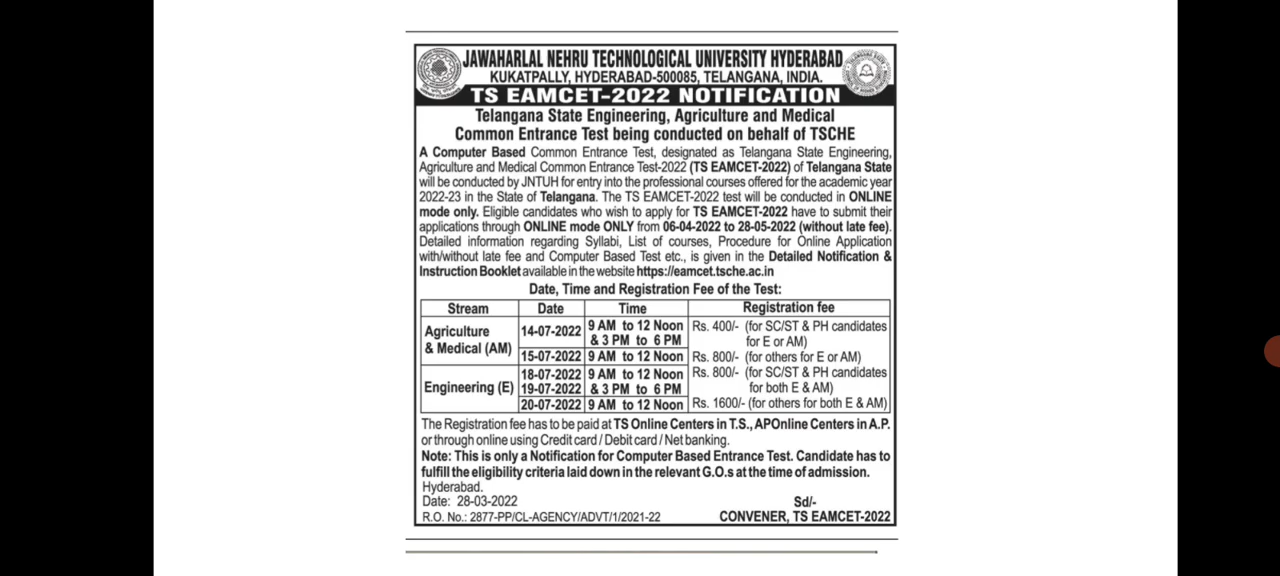 JAWAHARLAL NEHRU TECHNOLOGICAL UNIVERSITY HYDERABAD
KUKATPALLY, HYDERABAD-500085, TELANGANA, INDIA.
TS EAMCET-2022 NOTIFICATION
Telangana State Engineering, Agriculture and Medical
Common Entrance Test being conducted on behalf of TSCHE
A Computer Based Common Entrance Test, designated as Telangana State Engineering,
Agriculture and Medical Common Entrance Test-2022 (TS EAMCET-2022) of Telangana State
will be conducted by JNTUH for entry into the professional courses offered for the academic year
2022-23 in the State of Telangana. The TS EAMCET-2022 test will be conducted in ONLINE
mode only. Eligible candidates who wish to apply for TS EAMCET-2022 have to submit their
applications through ONLINE mode ONLY from 06-04-2022 to 28-05-2022 (without late fee).
Detailed information regarding Syllabi, List of courses, Procedure for Online Application
with/without late fee and Computer Based Test etc., is given in the Detailed Notification &
Instruction Booklet available in the website https://eamcet.tsche.ac.in
Date, Time and Registration Fee of the Test:
Stream Date Time Registration fee
Agriculture
& Medical (AM)
14-07-2022 9 AM to 12 Noon
& 3 PM to 6 PM
15-07-2022 9 AM to 12 Noon
Engineering (E)
18-07-2022 9 AM to 12 Noon
19-07-2022 & 3 PM to 6 PM
20-07-2022 9 AM to 12 Noon
Rs. 400/- (for SC/ST & PH candidates
for E or AM)
Rs. 800/- (for others for E or AM)
Rs. 800/- (for SC/ST & PH candidates
for both E & AM)
Rs. 1600/- (for others for both E & AM)
The Registration fee has to be paid at TS Online Centers in T.S., APOnline Centers in A.P.
or through online using Credit card / Debit card / Net banking.
Note: This is only a Notification for Computer Based Entrance Test. Candidate has to
fulfill the eligibility criteria laid down in the relevant G.O.s at the time of admission.
Hyderabad.
Date: 28-03-2022
R.O. No.: 2877-PP/CL-AGENCY/ADVT/1/2021-22
Sd/-
CONVENER, TS EAMCET-2022